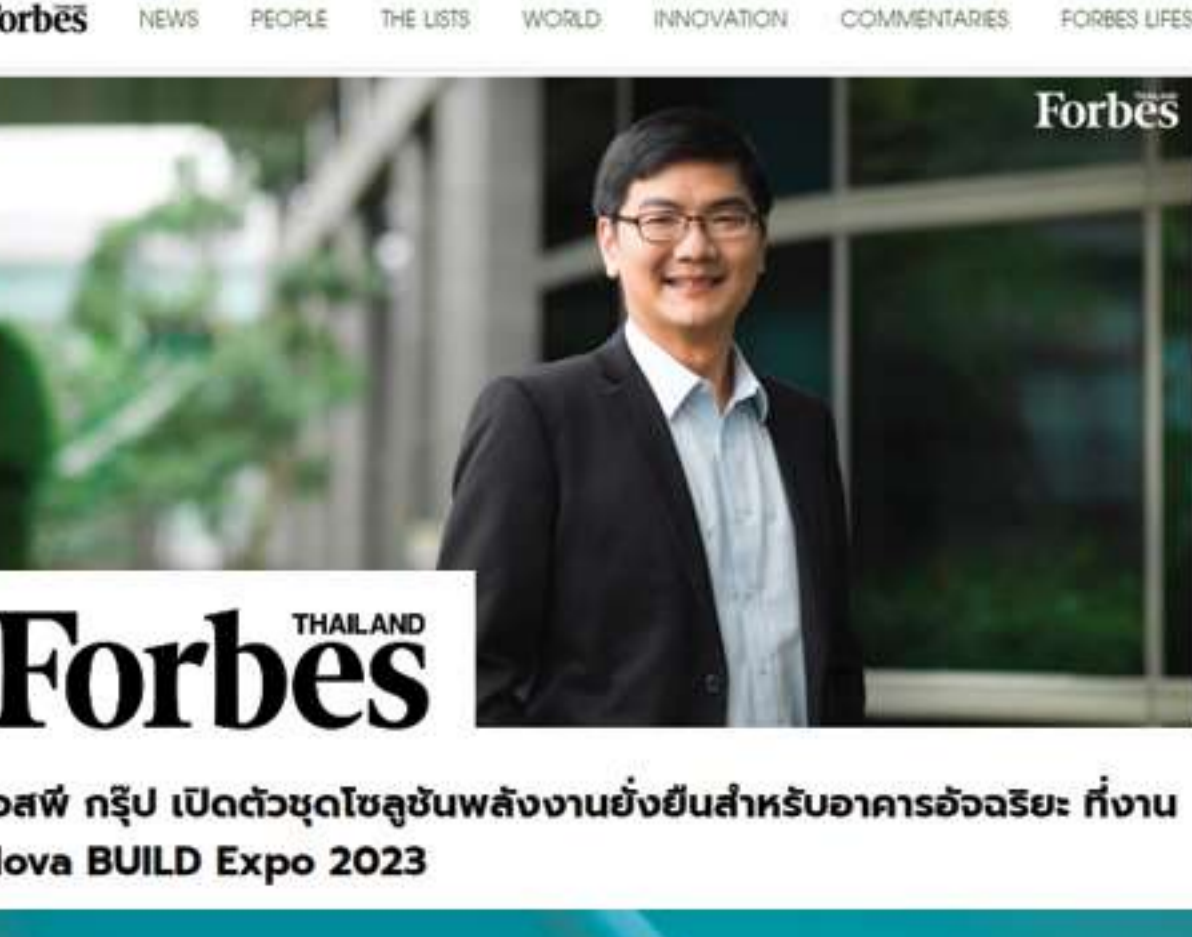 Forbes NEWS PEOPLE THE LISTS WORLD INNOVATION COMMENTARIES FORBES LIFES
THAILAND
Forbes
THAILAND
Forbes
อสพี กรุ๊ป เปิดตัวชุดโซลูชันพลังงานยั่งยืนสำหรับอาคารอัจฉริยะ ที่งาน
ova BUILD Expo 2023